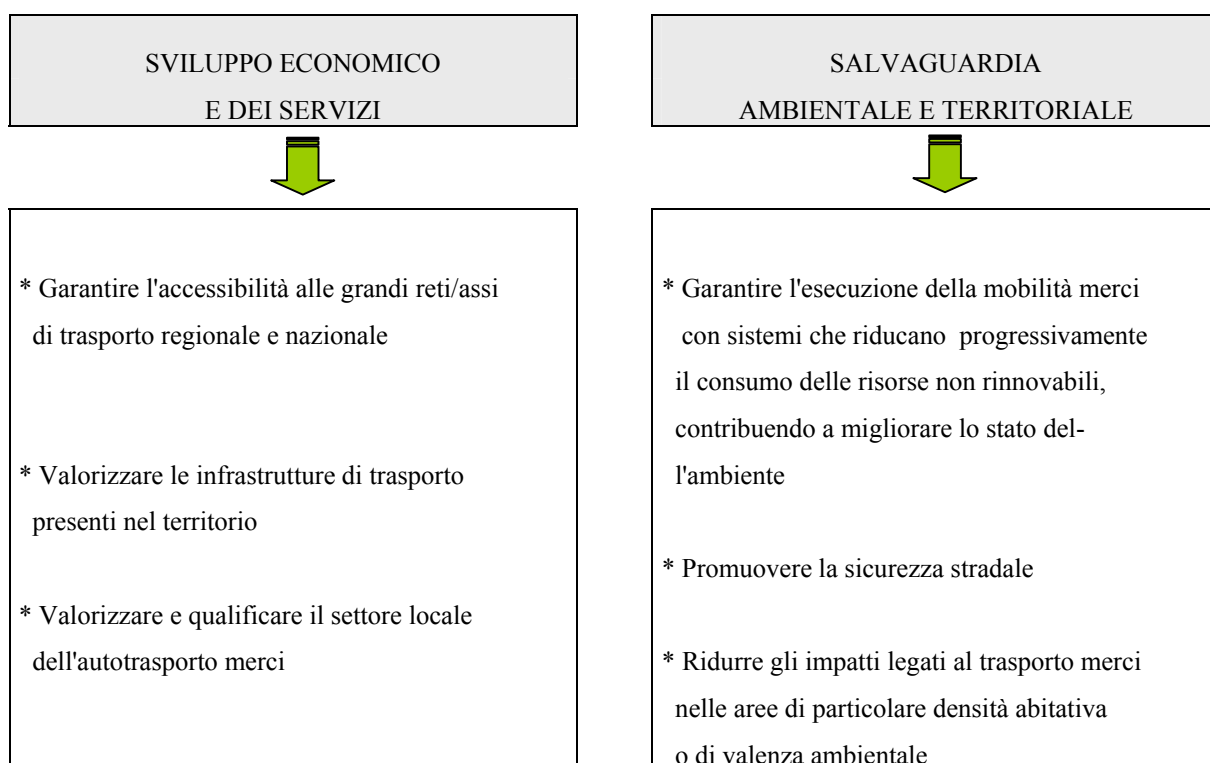 SVILUPPO ECONOMICO
E DEI SERVIZI
* Garantire l'accessibilità alle grandi reti/assi
di trasporto regionale e nazionale
* Valorizzare le infrastrutture di trasporto
presenti nel territorio
* Valorizzare e qualificare il settore locale
dell'autotrasporto merci
SALVAGUARDIA
AMBIENTALE E TERRITORIALE
* Garantire l'esecuzione della mobilità merci
con sistemi che riducano progressivamente
il consumo delle risorse non rinnovabili,
contribuendo a migliorare lo stato del-
l'ambiente
* Promuovere la sicurezza stradale
* Ridurre gli impatti legati al trasporto merci
nelle aree di particolare densità abitativa
o di valenza ambientale